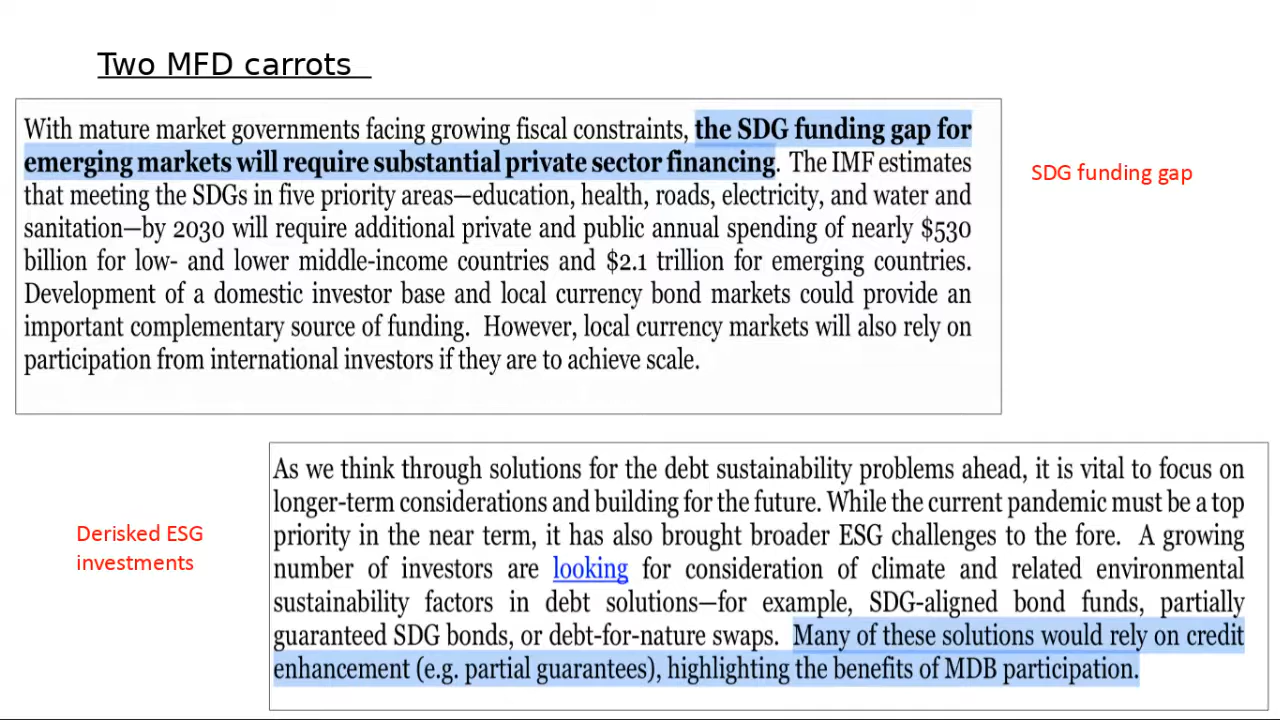 Two MFD carrots
With mature market governments facing growing fiscal constraints, the SDG funding gap for
emerging markets will require substantial private sector financing. The IMF estimates
that meeting the SDGs in five priority areas—education, health, roads, electricity, and water and
sanitation—by 2030 will require additional private and public annual spending of nearly $530
billion for low- and lower middle-income countries and $2.1 trillion for emerging countries.
Development of a domestic investor base and local currency bond markets could provide an
important complementary source of funding. However, local currency markets will also rely on
participation from international investors if they are to achieve scale.
SDG funding gap
Derisked ESG
investments
As we think through solutions for the debt sustainability problems ahead, it is vital to focus on
longer-term considerations and building for the future. While the current pandemic must be a top
priority in the near term, it has also brought broader ESG challenges to the fore. A growing
number of investors are looking for consideration of climate and related environmental
sustainability factors in debt solutions—for example, SDG-aligned bond funds, partially
guaranteed SDG bonds, or debt-for-nature swaps. Many of these solutions would rely on credit
enhancement (e.g. partial guarantees), highlighting the benefits of MDB participation.